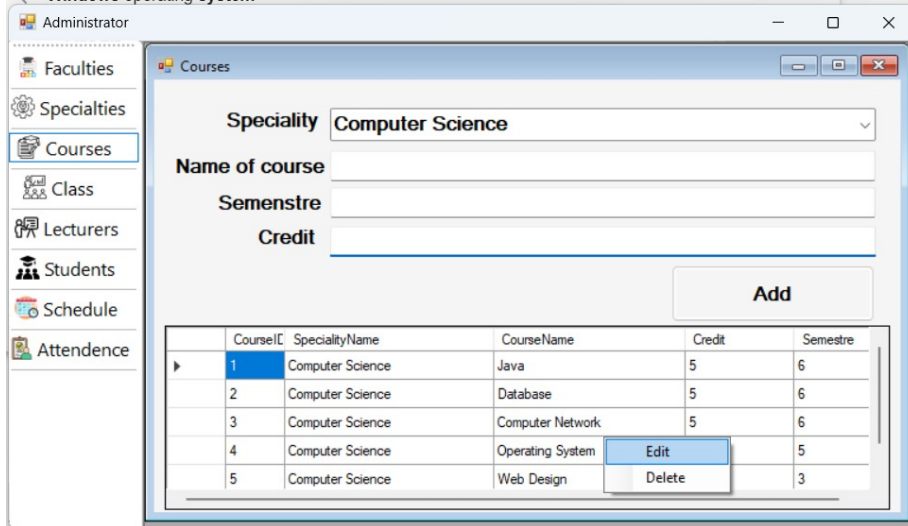 Administrator
Faculties
Specialties
Courses
Class
Lecturers
Students
Schedule
Attendence
Courses
Speciality Computer Science
Name of course
Semenstre
Credit
Add
CourseID SpecialityName CourseName Credit Semestre
1 Computer Science Java 5 6
2 Computer Science Database 5 6
3 Computer Science Computer Network 5 6
4 Computer Science Operating System 5
5 Computer Science Web Design 3
Edit
Delete